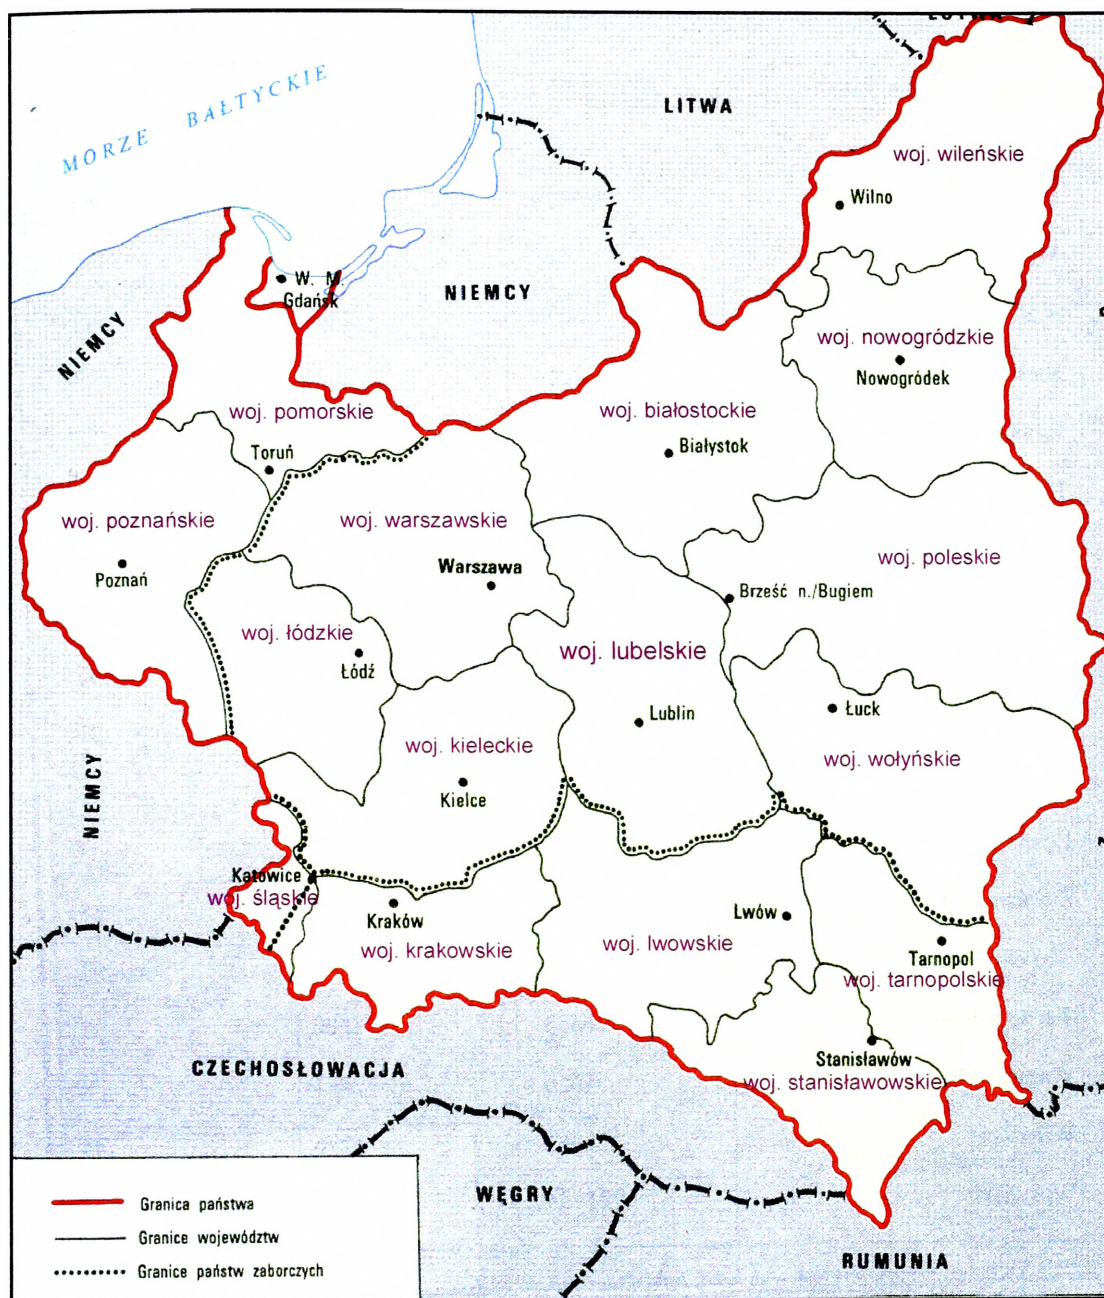 ŁOTWA
MORZE BAŁTYCKIE
LITWA
woj. wileńskie
Wilno
W. M.
Gdańsk
NIEMCY
NIEMCY
woj. nowogródzkie
Nowogródek
woj. pomorskie
Toruń
woj. białostockie
Białystok
woj. poznańskie
Poznań
woj. warszawskie
Warszawa
woj. poleskie
Brześć n./Bugiem
woj. łódzkie
Łódź
woj. lubelskie
Lublin
Łuck
woj. wołyńskie
woj. kieleckie
Kielce
NIEMCY
Katowice
woj. śląskie
Kraków
woj. krakowskie
Lwów
woj. lwowskie
Tarnopol
woj. tarnopolskie
Stanisławów
woj. stanisławowskie
CZECHOSŁOWACJA
WĘGRY
RUMUNIA
Granica państwa
Granice województw
Granice państw zaborczych